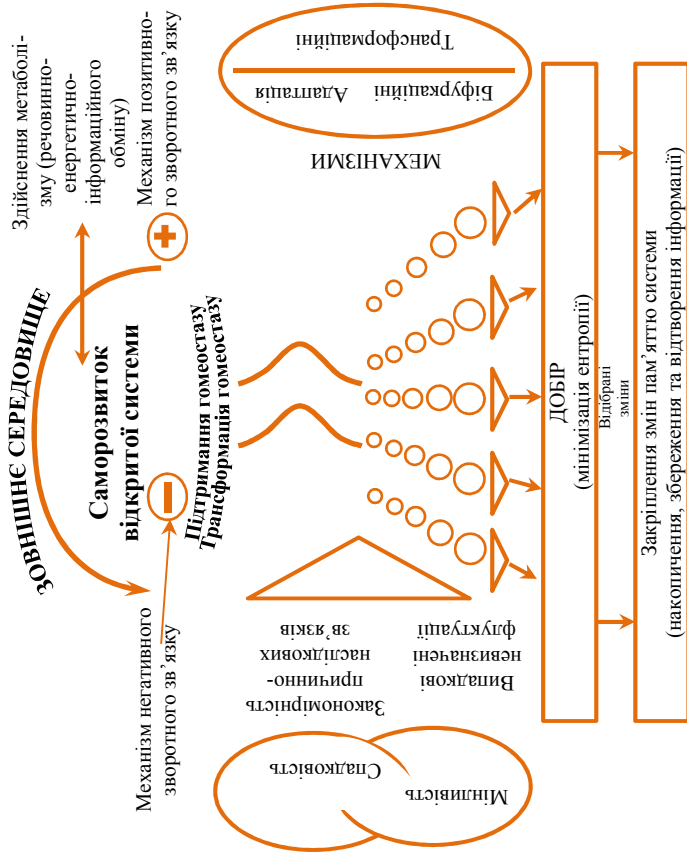 ЗОВНІШНЄ СЕРЕДОВИЩЕ
Здійснення метаболі-
зму (речовинно-
енергетично-
інформаційного
обміну)
Механізм позитивно-
го зворотного зв’язку
Саморозвиток
відкритої системи
Механізм негативного
зворотного зв’язку
Підтримання гомеостазу
Трансформація гомеостазу
Спадковість
Мінливість
Закономірність
причинно-
наслідкових
зв’язків
Випадкові
невизначені
флуктуації
МЕХАНІЗМИ
Адаптація
Біфуркаційні
Трансформаційні
ДОБІР
(мінімізація ентропії)
Відібрані
зміни
Закріплення змін пам’яттю системи
(накопичення, збереження та відтворення інформації)